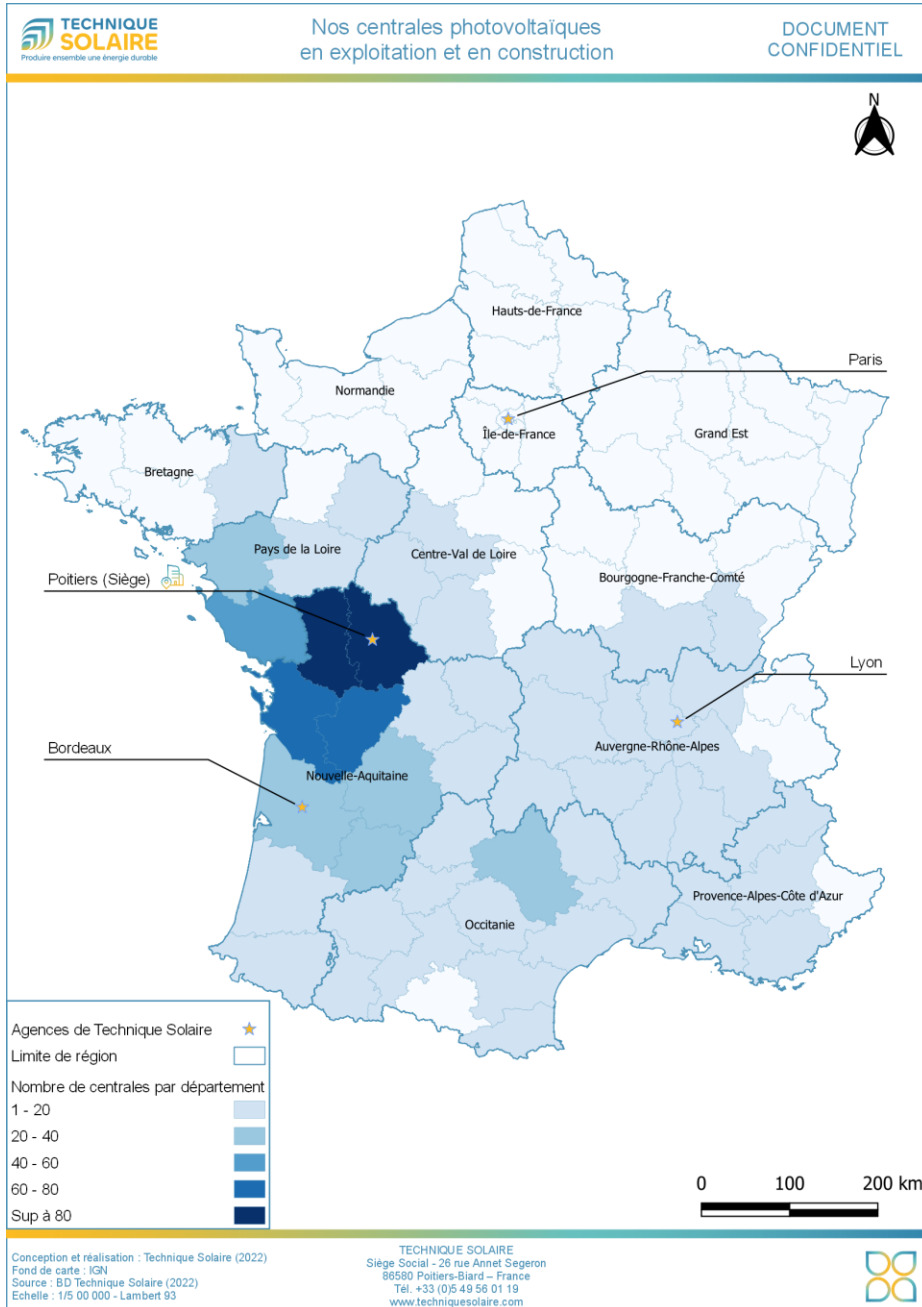 TECHNIQUE
SOLAIRE
Produire ensemble une énergie durable
Nos centrales photovoltaïques
en exploitation et en construction
DOCUMENT
CONFIDENTIEL
N
Hauts-de-France
Paris
Normandie
Île-de-France
Grand Est
Bretagne
Pays de la Loire
Centre-Val de Loire
Bourgogne-Franche-Comté
Poitiers (Siège)
Lyon
Auvergne-Rhône-Alpes
Bordeaux
Nouvelle-Aquitaine
Provence-Alpes-Côte d'Azur
Occitanie
Agences de Technique Solaire
Limite de région
Nombre de centrales par département
1 - 20
20 - 40
40 - 60
60 - 80
Sup à 80
0 100 200 km
Conception et réalisation : Technique Solaire (2022)
Fond de carte : IGN
Source : BD Technique Solaire (2022)
Echelle : 1/5 00 000 - Lambert 93
TECHNIQUE SOLAIRE
Siège Social - 26 rue Annet Segeron
86580 Poitiers-Biard – France
Tél. +33 (0)5 49 56 01 19
www.techniquesolaire.com